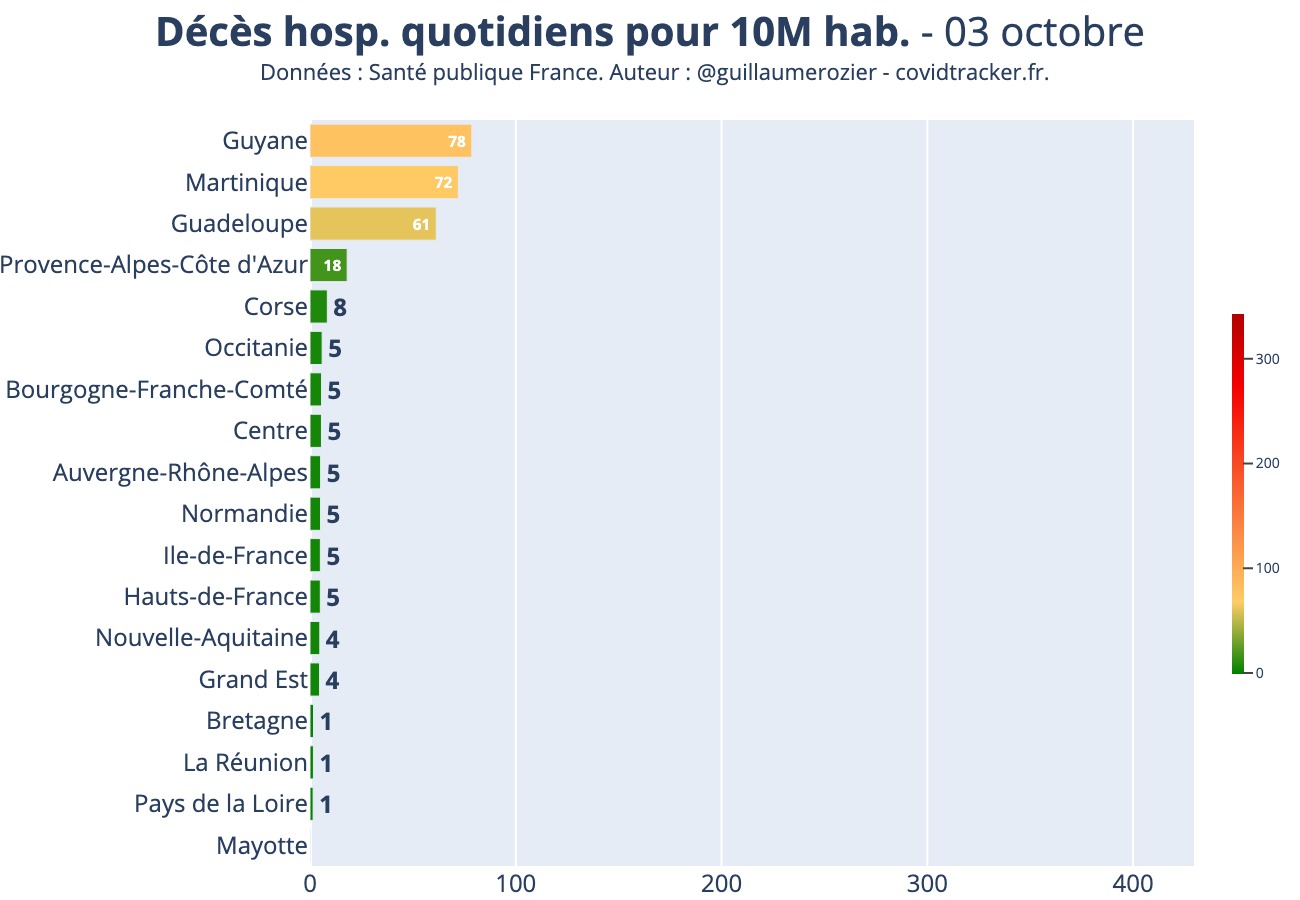 Décès hosp. quotidiens pour 10M hab. - 03 octobre
Données : Santé publique France. Auteur : @guillaumerozier - covidtracker.fr.
Guyane 78
Martinique 72
Guadeloupe 61
Provence-Alpes-Côte d'Azur 18
Corse 8
Occitanie 5
Bourgogne-Franche-Comté 5
Centre 5
Auvergne-Rhône-Alpes 5
Normandie 5
Ile-de-France 5
Hauts-de-France 5
Nouvelle-Aquitaine 4
Grand Est 4
Bretagne 1
La Réunion 1
Pays de la Loire 1
Mayotte
0 100 200 300 400
300
200
100
0